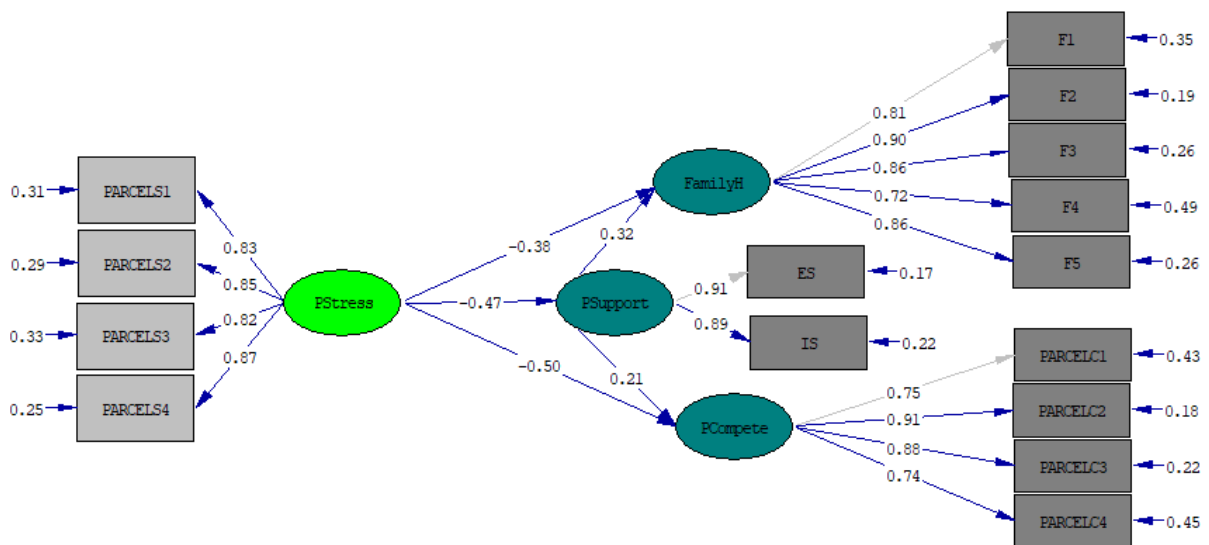 F1
0.35
F2
0.19
0.81
0.90
F3
0.26
0.86
0.72
F4
0.49
0.86
F5
0.26
FamilyH
0.31
PARCELS1
0.83
-0.38
0.32
0.29
PARCELS2
0.85
ES
0.17
0.91
PStress
-0.47
PSupport
0.89
0.33
PARCELS3
0.82
IS
0.22
0.87
-0.50
0.21
PARCELC1
0.43
0.75
0.25
PARCELS4
PARCELC2
0.18
0.91
PCompete
0.88
PARCELC3
0.22
0.74
PARCELC4
0.45